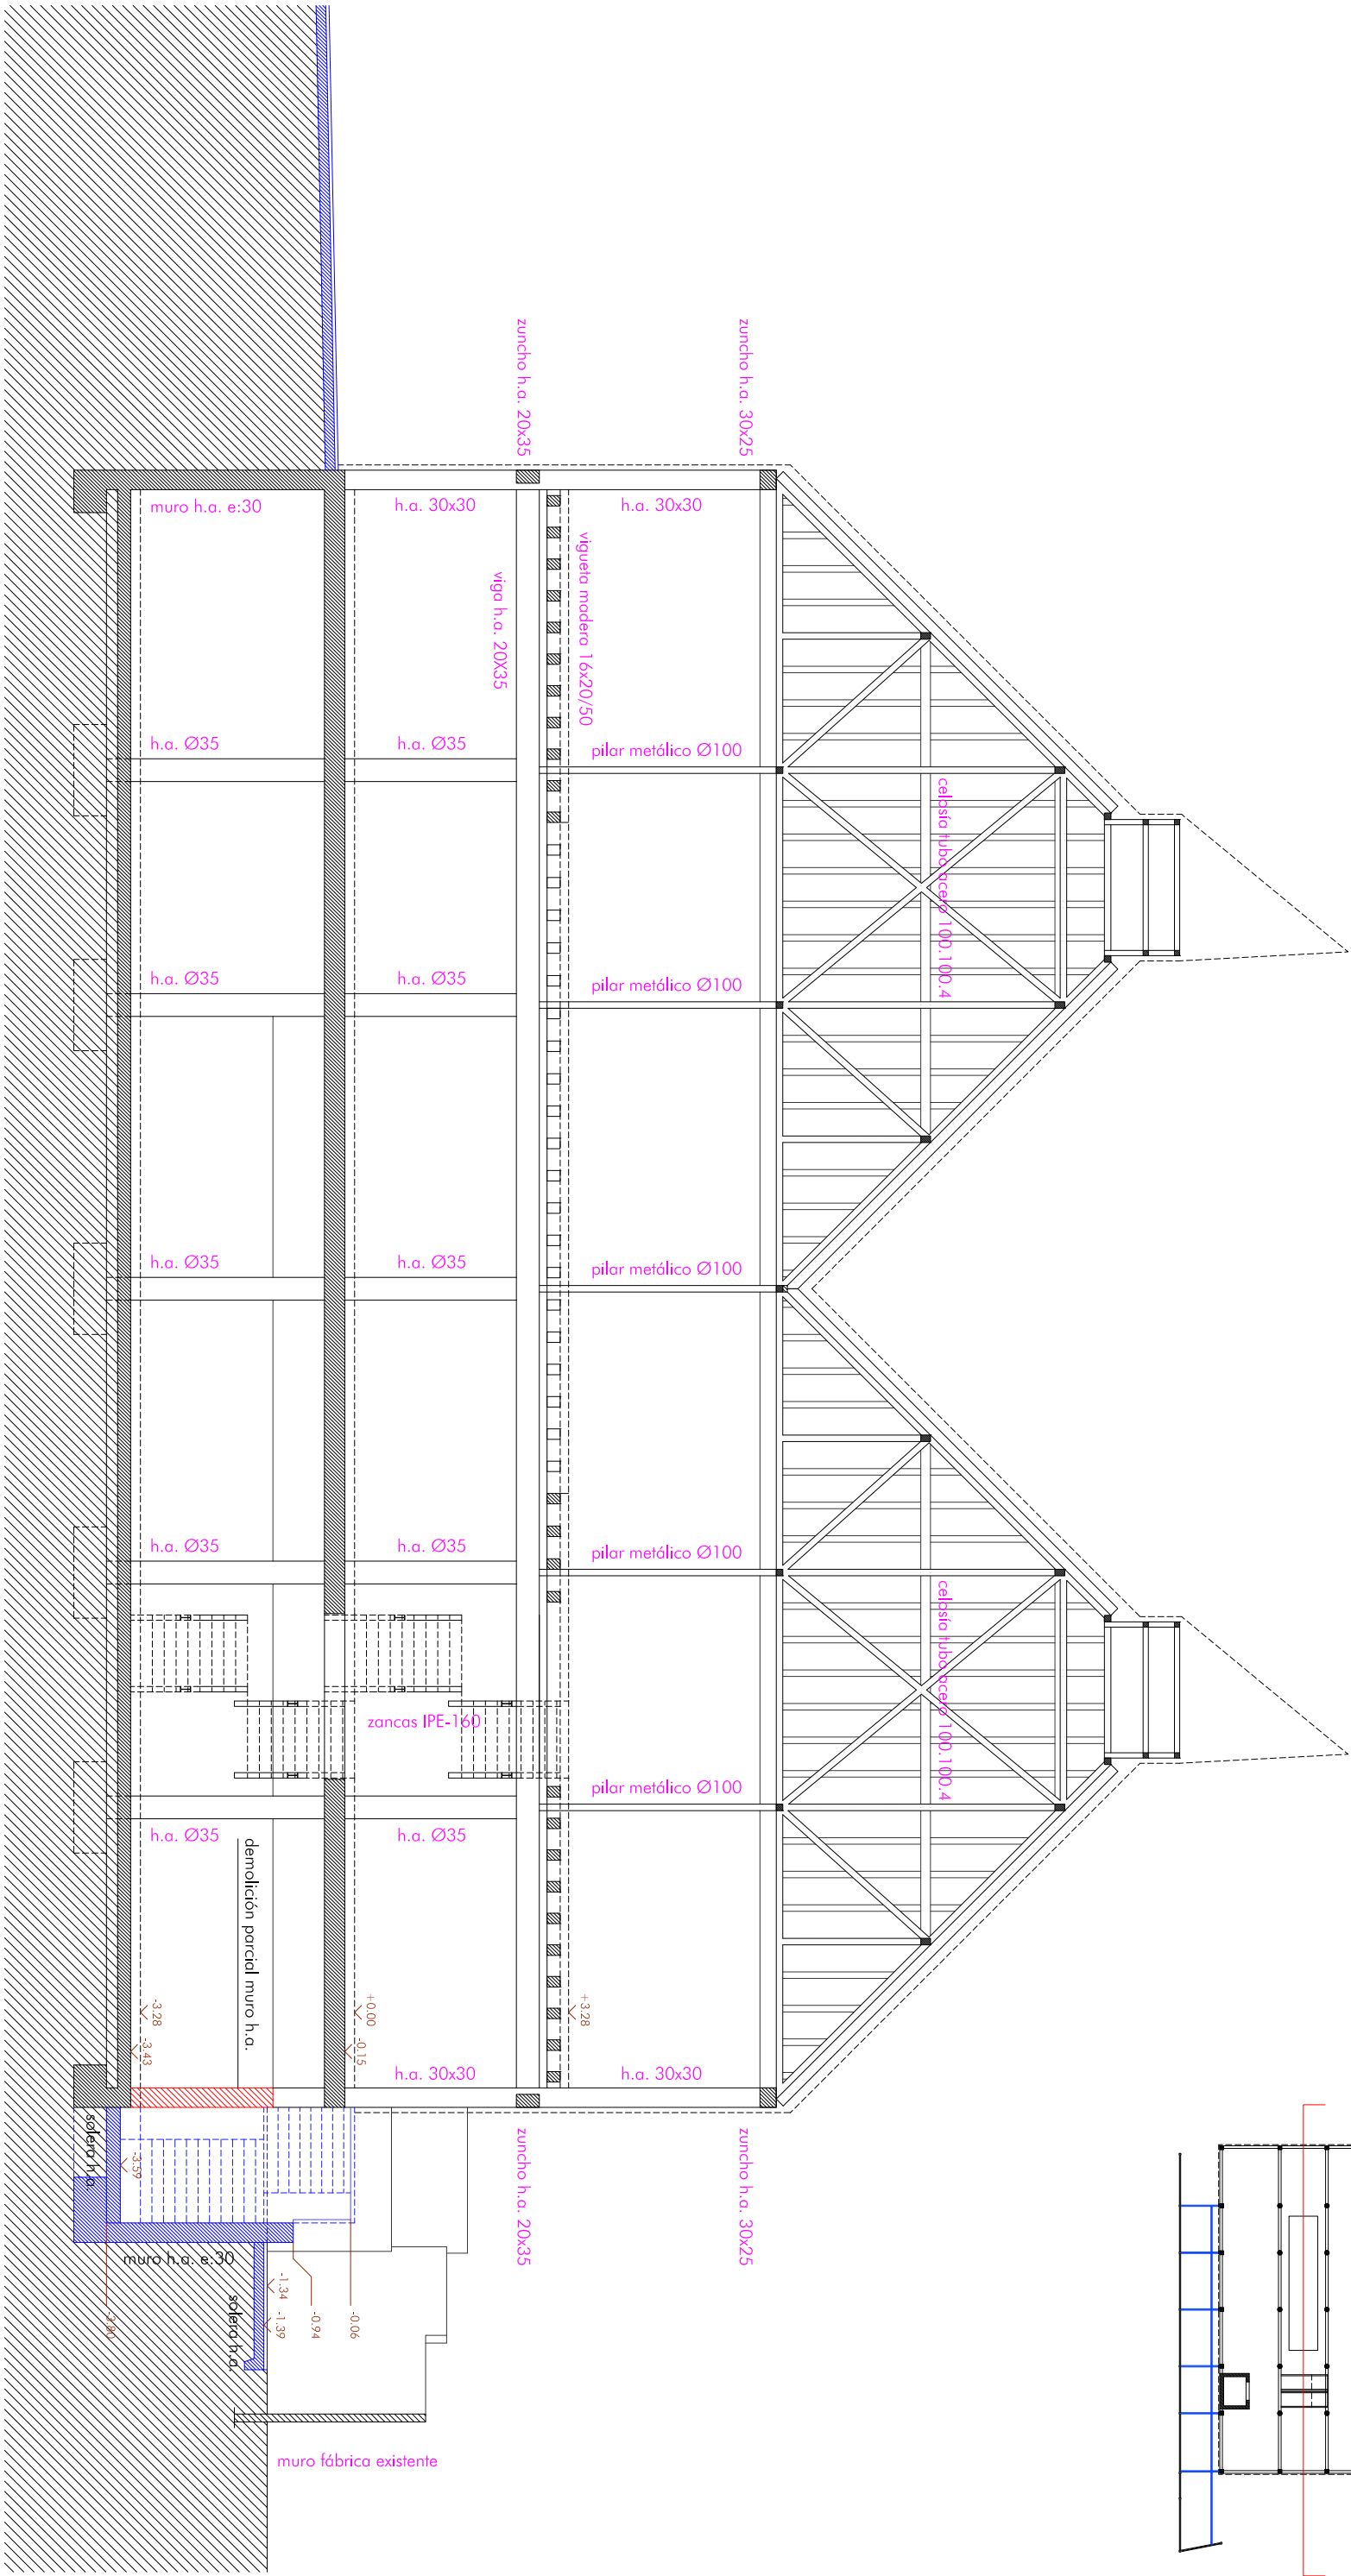 zuncho h.a. 20x35
zuncho h.a. 30x25
muro h.a. e:30
h.a. 30x30
h.a. 30x30
viga h.a. 20X35
vigueta madera 16x20/50
h.a. Ø35
h.a. Ø35
pilar metálico Ø100
celosía tubo acero 100.100.4
h.a. Ø35
h.a. Ø35
pilar metálico Ø100
h.a. Ø35
h.a. Ø35
pilar metálico Ø100
h.a. Ø35
h.a. Ø35
pilar metálico Ø100
celosía tubo acero 100.100.4
zancas IPE-160
pilar metálico Ø100
h.a. Ø35
h.a. Ø35
demolición parcial muro h.a.
-3.28
-3.43
+0.00
-0.15
+3.28
h.a. 30x30
h.a. 30x30
solera h.a.
-3.59
zuncho h.a. 20x35
zuncho h.a. 30x25
muro h.a. e:30
solera h.a.
-1.34
-1.39
-0.94
-0.06
-3.80
muro fábrica existente